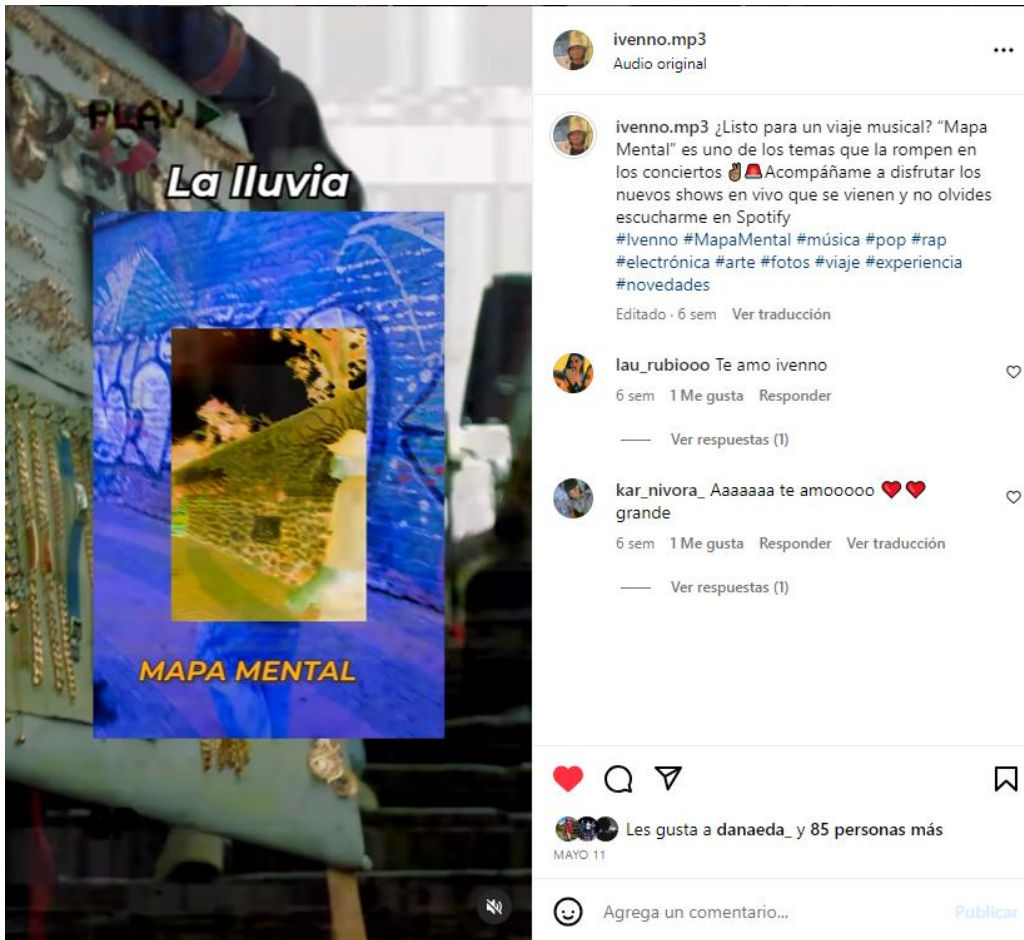 PLAY
La lluvia
MAPA MENTAL
ivenno.mp3
Audio original
ivenno.mp3 ¿Listo para un viaje musical? "Mapa
Mental" es uno de los temas que la rompen en
los conciertos ✌🏾🚨Acompáñame a disfrutar los
nuevos shows en vivo que se vienen y no olvides
escucharme en Spotify
#Ivenno #MapaMental #música #pop #rap
#electrónica #arte #fotos #viaje #experiencia
#novedades
Editado · 6 sem Ver traducción
lau_rubiooo Te amo ivenno
6 sem 1 Me gusta Responder
Ver respuestas (1)
kar_nivora_ Aaaaaaa te amooooo ❤️❤️
grande
6 sem 1 Me gusta Responder Ver traducción
Ver respuestas (1)
Les gusta a danaeda_ y 85 personas más
MAYO 11
Agrega un comentario...
Publicar